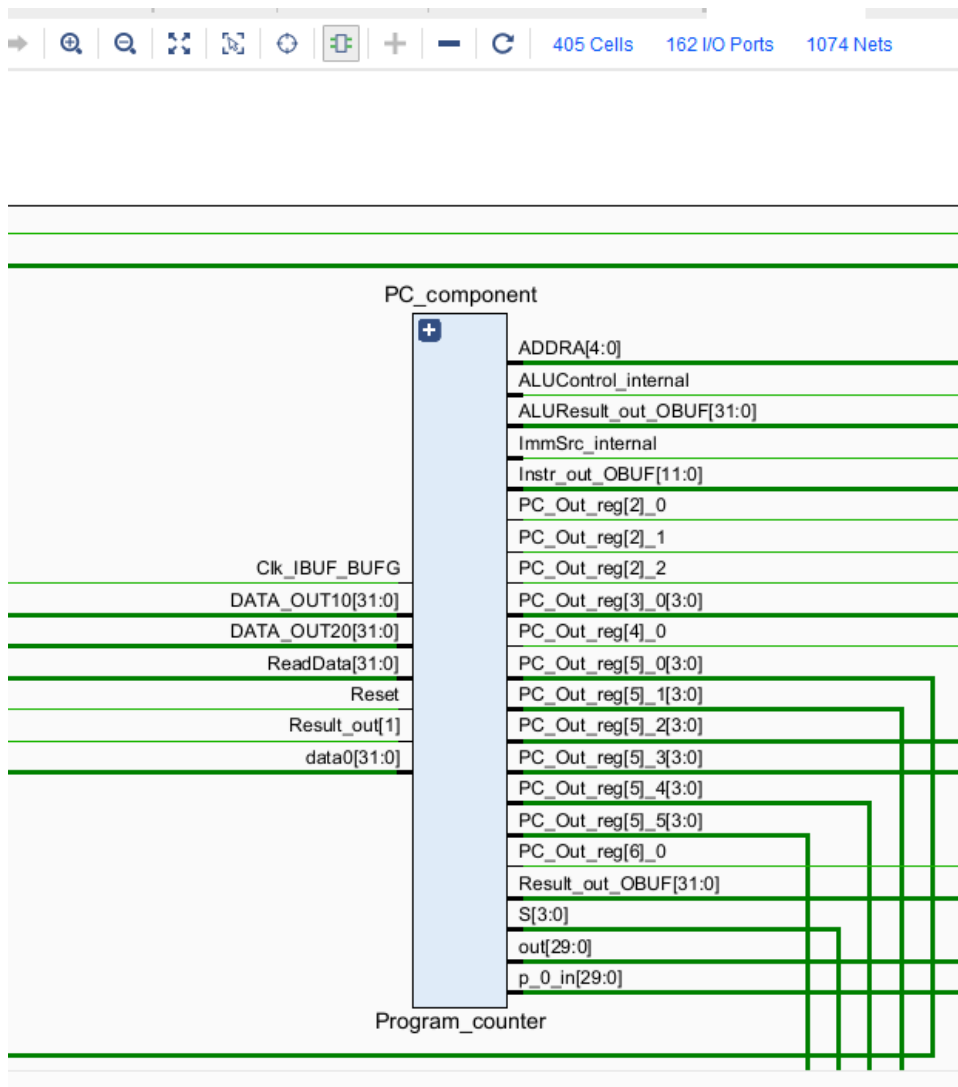 405 Cells 162 I/O Ports 1074 Nets
PC_component
ADDRA[4:0]
ALUControl_internal
ALUResult_out_OBUF[31:0]
ImmSrc_internal
Instr_out_OBUF[11:0]
PC_Out_reg[2]_0
PC_Out_reg[2]_1
Clk_IBUF_BUFG PC_Out_reg[2]_2
DATA_OUT10[31:0] PC_Out_reg[3]_0[3:0]
DATA_OUT20[31:0] PC_Out_reg[4]_0
ReadData[31:0] PC_Out_reg[5]_0[3:0]
Reset PC_Out_reg[5]_1[3:0]
Result_out[1] PC_Out_reg[5]_2[3:0]
data0[31:0] PC_Out_reg[5]_3[3:0]
PC_Out_reg[5]_4[3:0]
PC_Out_reg[5]_5[3:0]
PC_Out_reg[6]_0
Result_out_OBUF[31:0]
S[3:0]
out[29:0]
p_0_in[29:0]
Program_counter